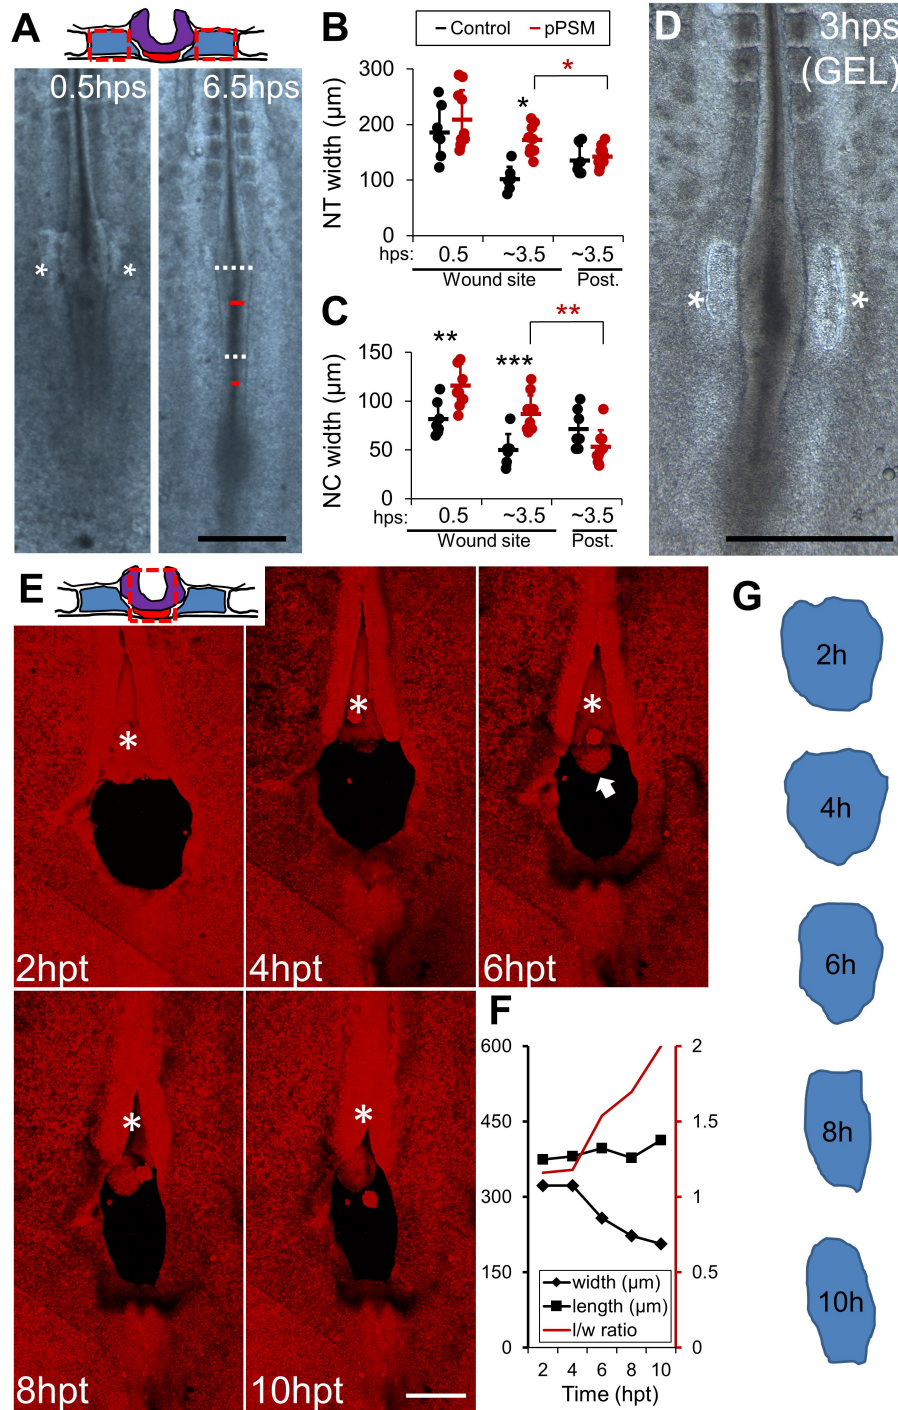 A
0.5hps
6.5hps
*
*
B
Control
pPSM
NT width (µm)
300
200
100
0
*
*
hps:
0.5
~3.5
~3.5
Wound site
Post.
C
NC width (µm)
150
100
50
0
**
***
**
hps:
0.5
~3.5
~3.5
Wound site
Post.
D
3hps
(GEL)
*
*
E
*
2hpt
*
4hpt
*
6hpt
*
8hpt
*
10hpt
F
600
450
300
150
0
2
1.5
1
0.5
0
width (µm)
length (µm)
l/w ratio
2 4 6 8 10
Time (hpt)
G
2h
4h
6h
8h
10h